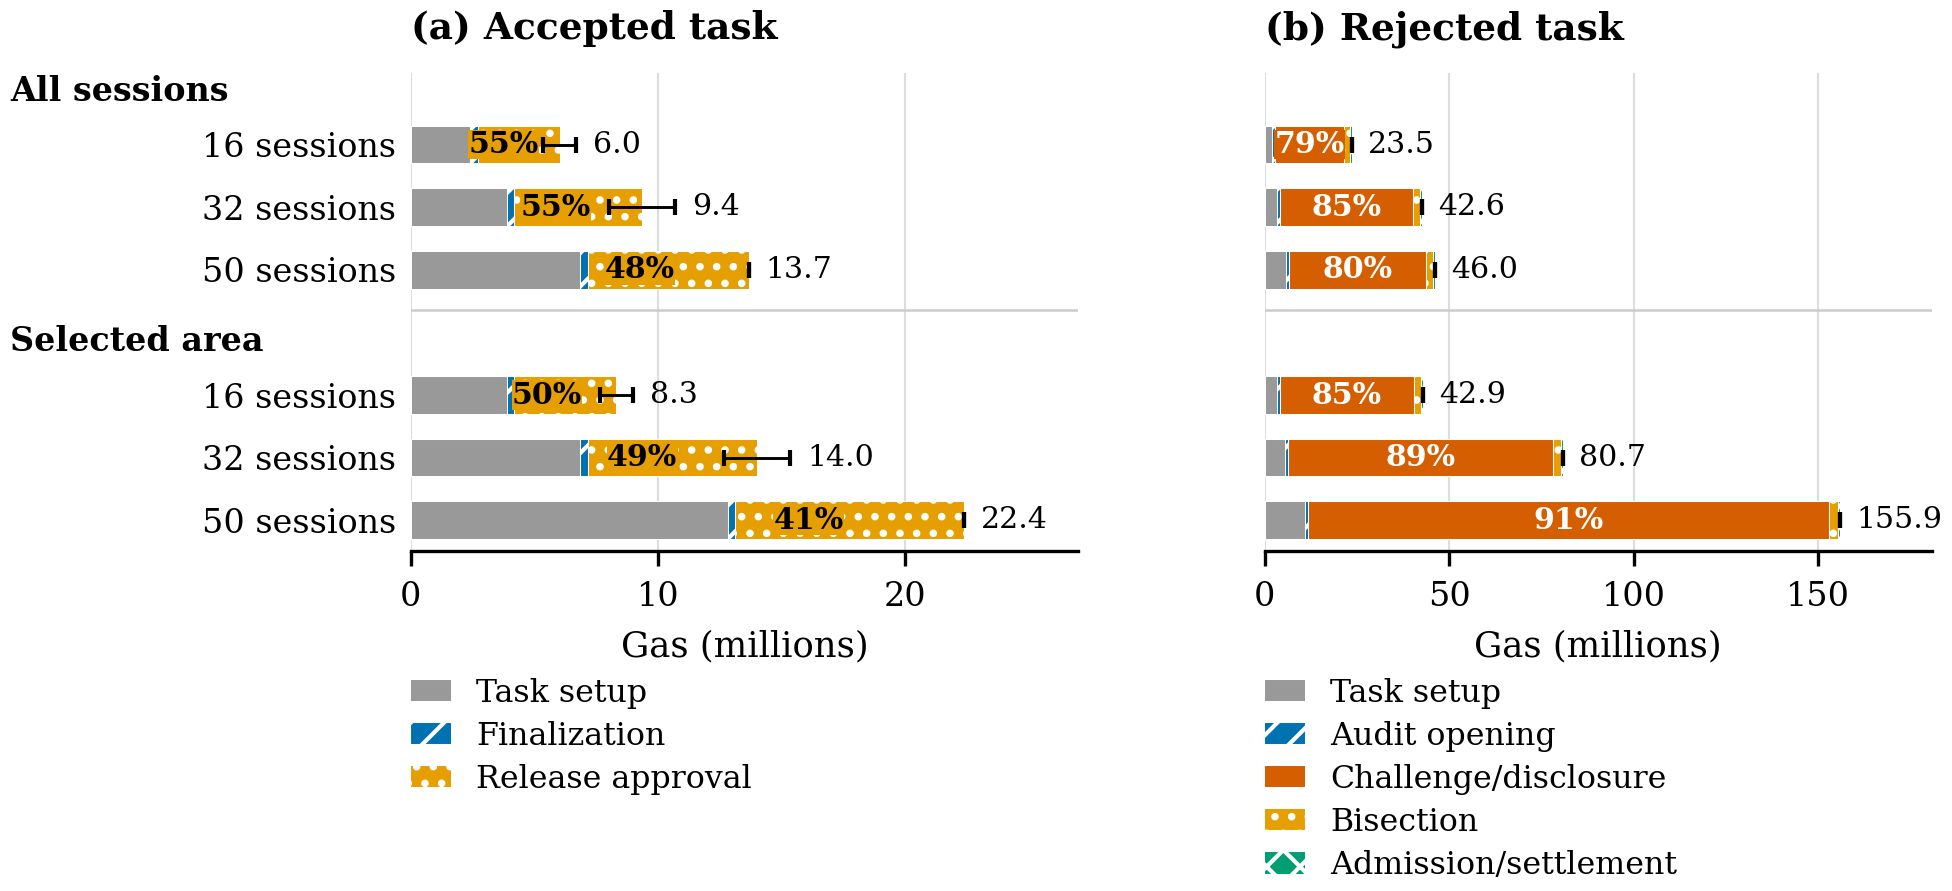 (a) Accepted task
(b) Rejected task
All sessions
16 sessions 55% 6.0 79% 23.5
32 sessions 55% 9.4 85% 42.6
50 sessions 48% 13.7 80% 46.0
Selected area
16 sessions 50% 8.3 85% 42.9
32 sessions 49% 14.0 89% 80.7
50 sessions 41% 22.4 91% 155.9
0 10 20
0 50 100 150
Gas (millions)
Gas (millions)
Task setup
Finalization
Release approval
Task setup
Audit opening
Challenge/disclosure
Bisection
Admission/settlement